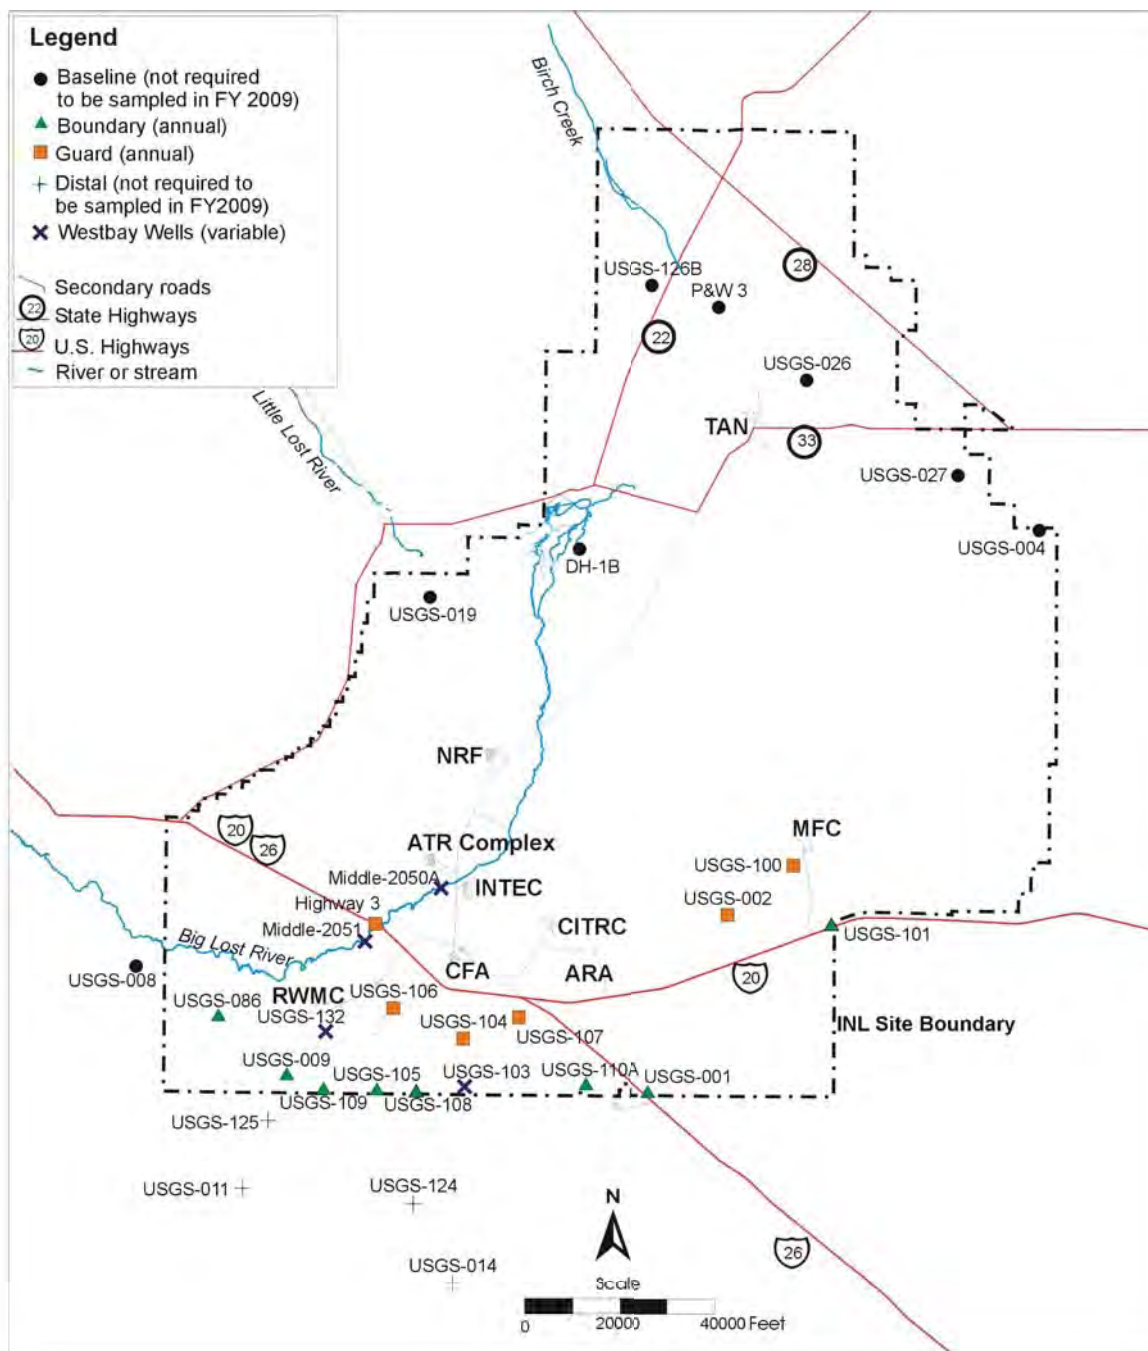 Legend
Baseline (not required
to be sampled in FY 2009)
Boundary (annual)
Guard (annual)
Distal (not required to
be sampled in FY2009)
Westbay Wells (variable)
Secondary roads
22
State Highways
20
U.S. Highways
River or stream
Birch Creek
USGS-126B
28
P&W 3
22
USGS-026
Little Lost River
TAN
33
USGS-027
USGS-004
DH-1B
USGS-019
NRF
20
26
MFC
ATR Complex
USGS-100
Middle-2050A
INTEC
USGS-002
Highway 3
CITRC
Middle-2051
USGS-101
Big Lost River
USGS-008
CFA
ARA
20
RWMC
USGS-106
USGS-086
USGS-132
USGS-104
USGS-107
INL Site Boundary
USGS-009
USGS-105
USGS-103
USGS-110A
USGS-001
USGS-109
USGS-108
USGS-125
USGS-011
USGS-124
N
26
USGS-014
Scale
0
20000
40000 Feet